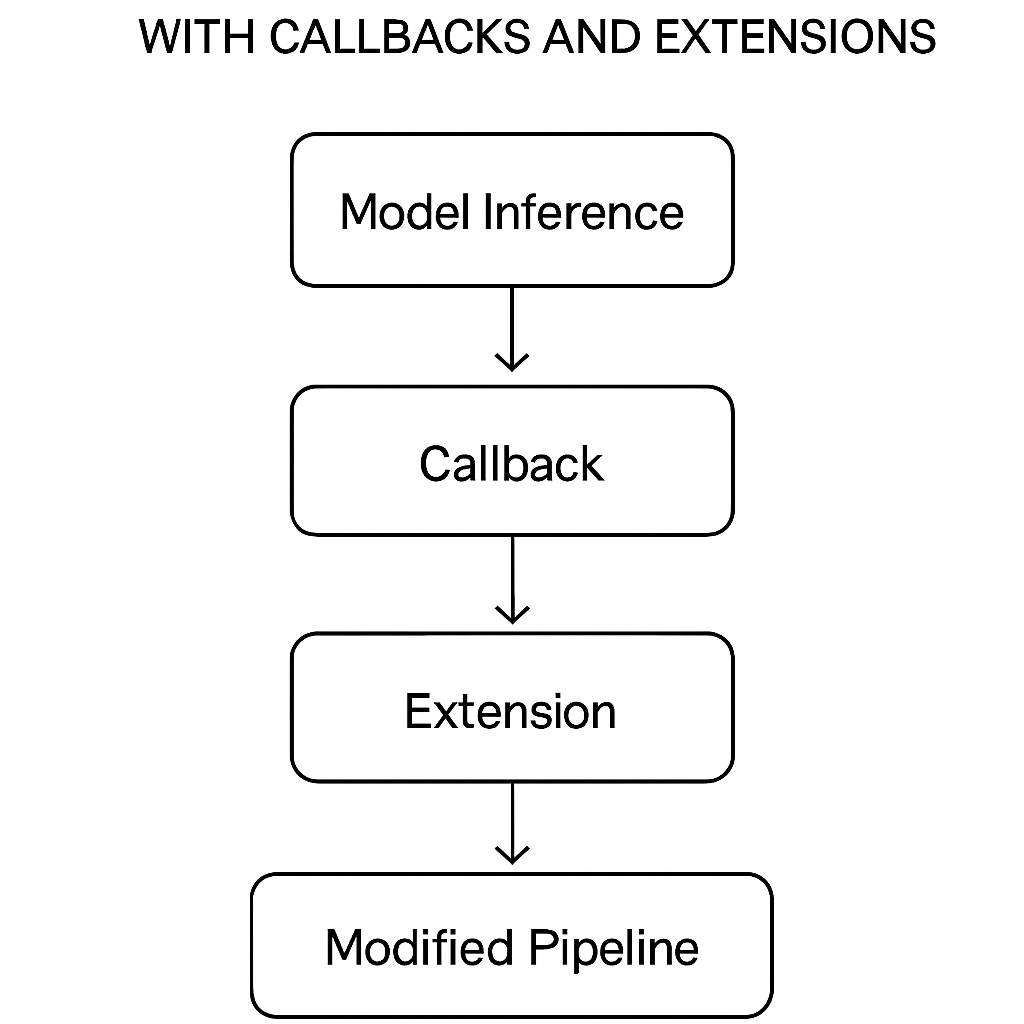 WITH CALLBACKS AND EXTENSIONS
Model Inference
Callback
Extension
Modified Pipeline